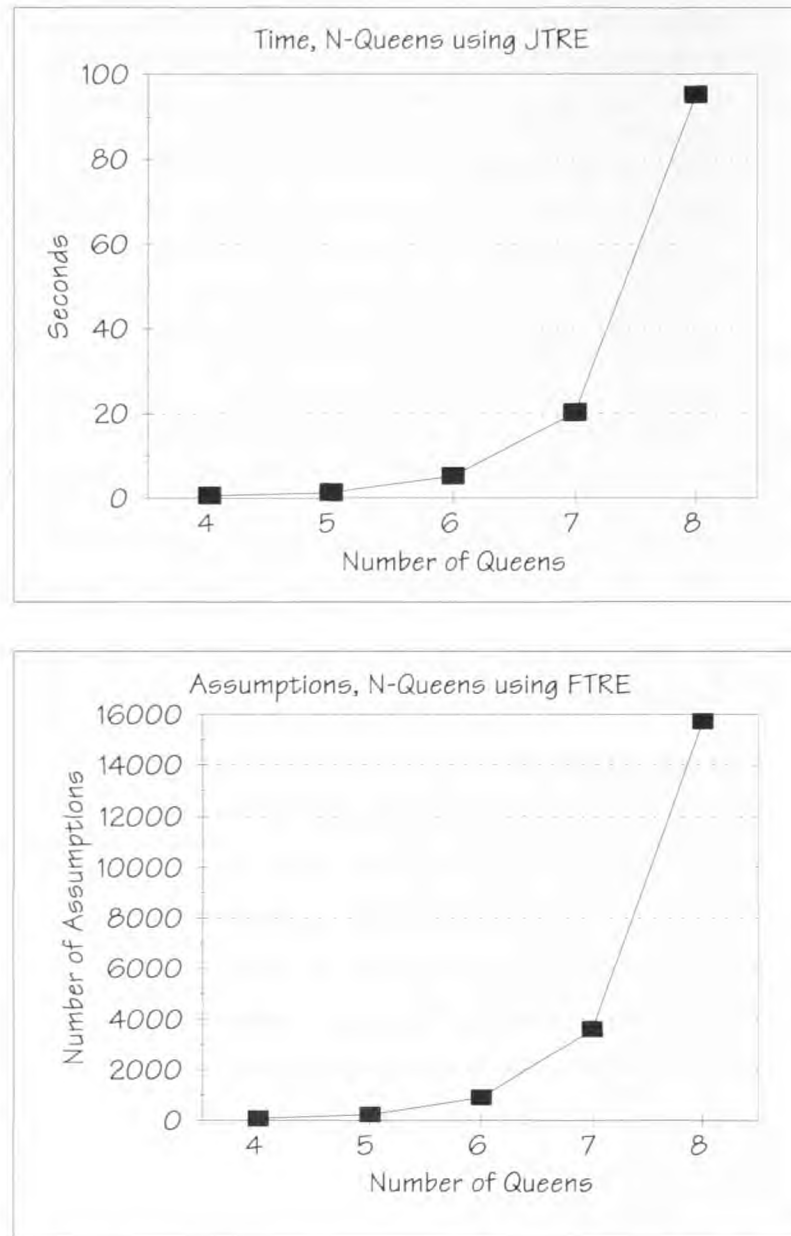 Time, N-Queens using JTRE
100
80
60
40
20
0
Seconds
4 5 6 7 8
Number of Queens
Assumptions, N-Queens using FTRE
16000
14000
12000
10000
8000
6000
4000
2000
0
Number of Assumptions
4 5 6 7 8
Number of Queens